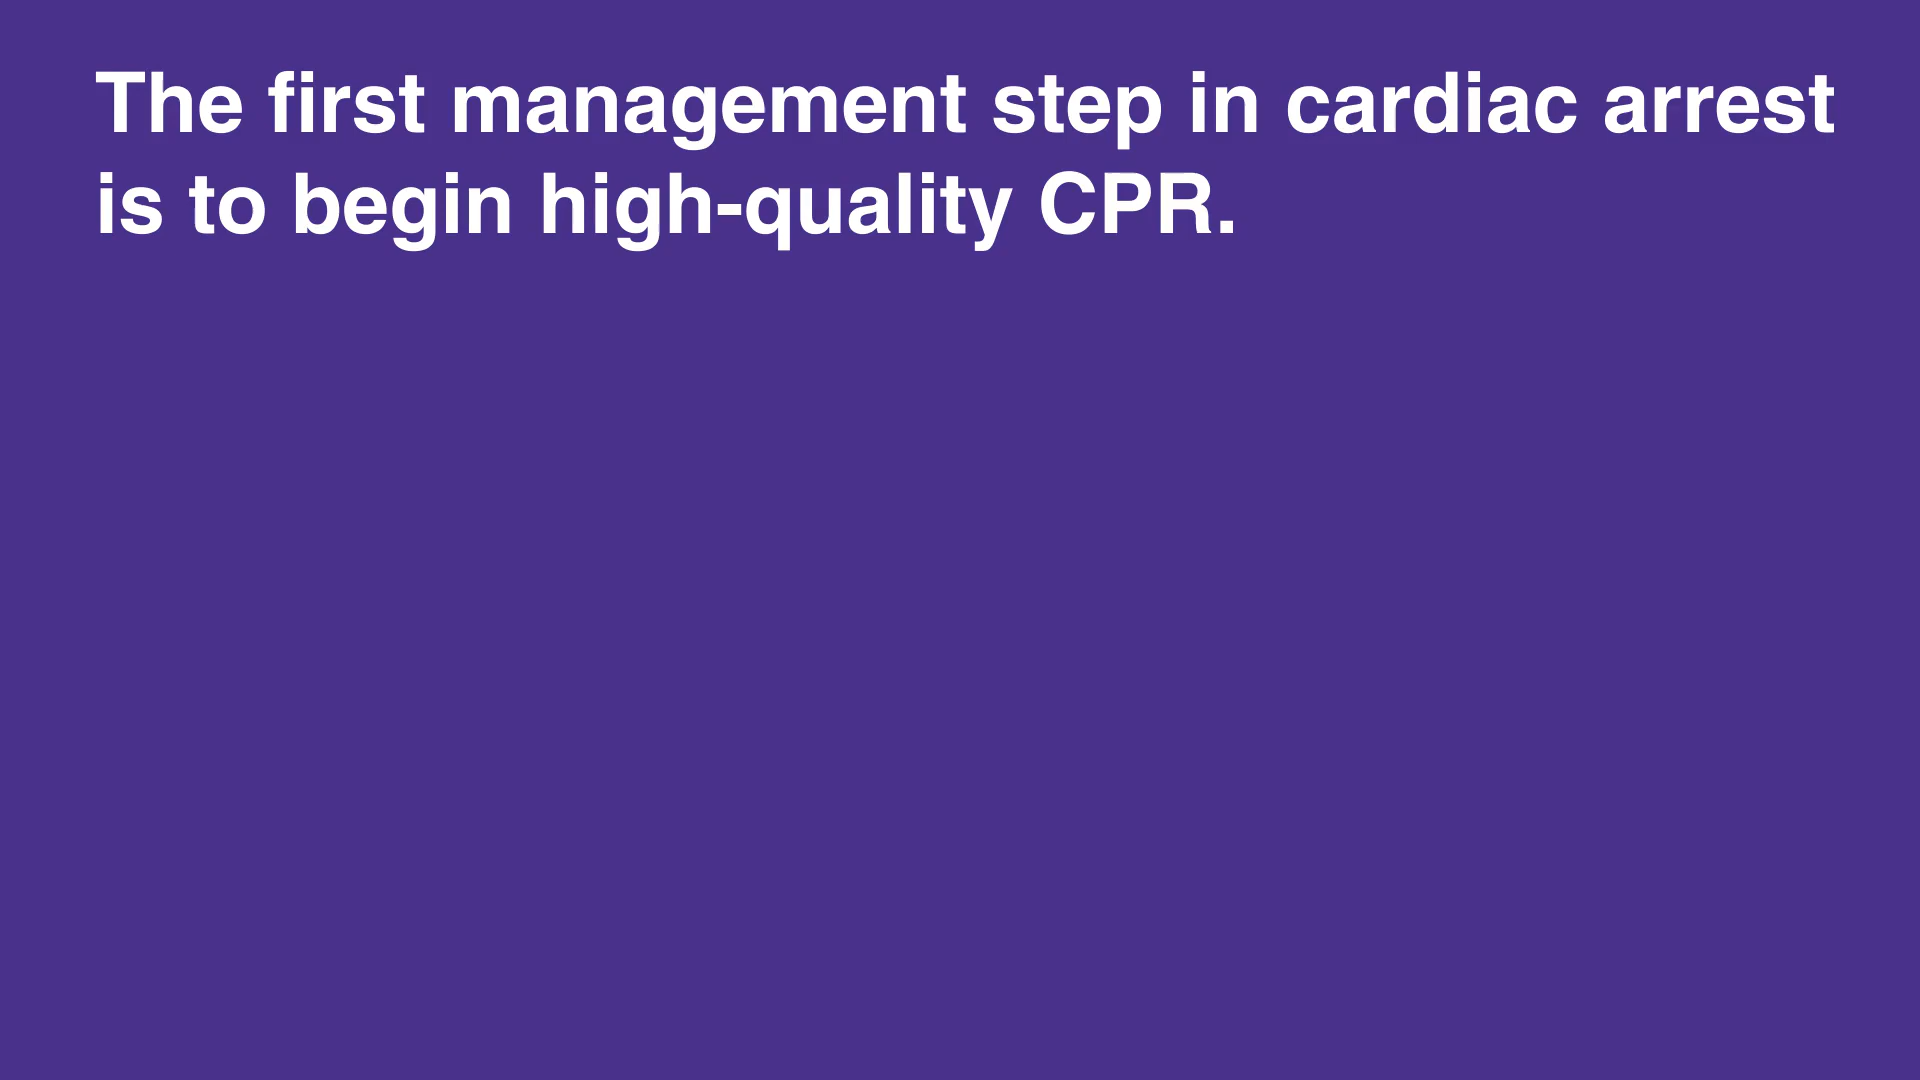 The first management step in cardiac arrest
is to begin high-quality CPR.